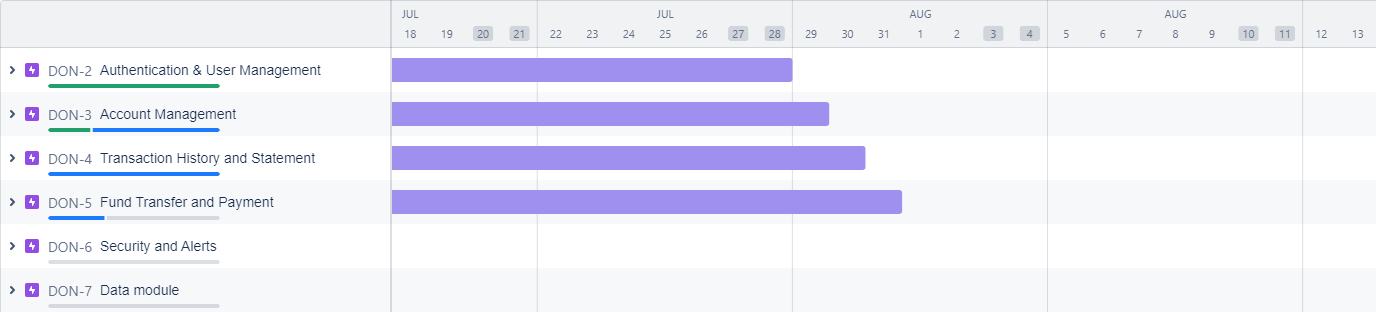 JUL JUL AUG AUG
18 19 20 21 22 23 24 25 26 27 28 29 30 31 1 2 3 4 5 6 7 8 9 10 11 12 13
DON-2 Authentication & User Management
DON-3 Account Management
DON-4 Transaction History and Statement
DON-5 Fund Transfer and Payment
DON-6 Security and Alerts
DON-7 Data module